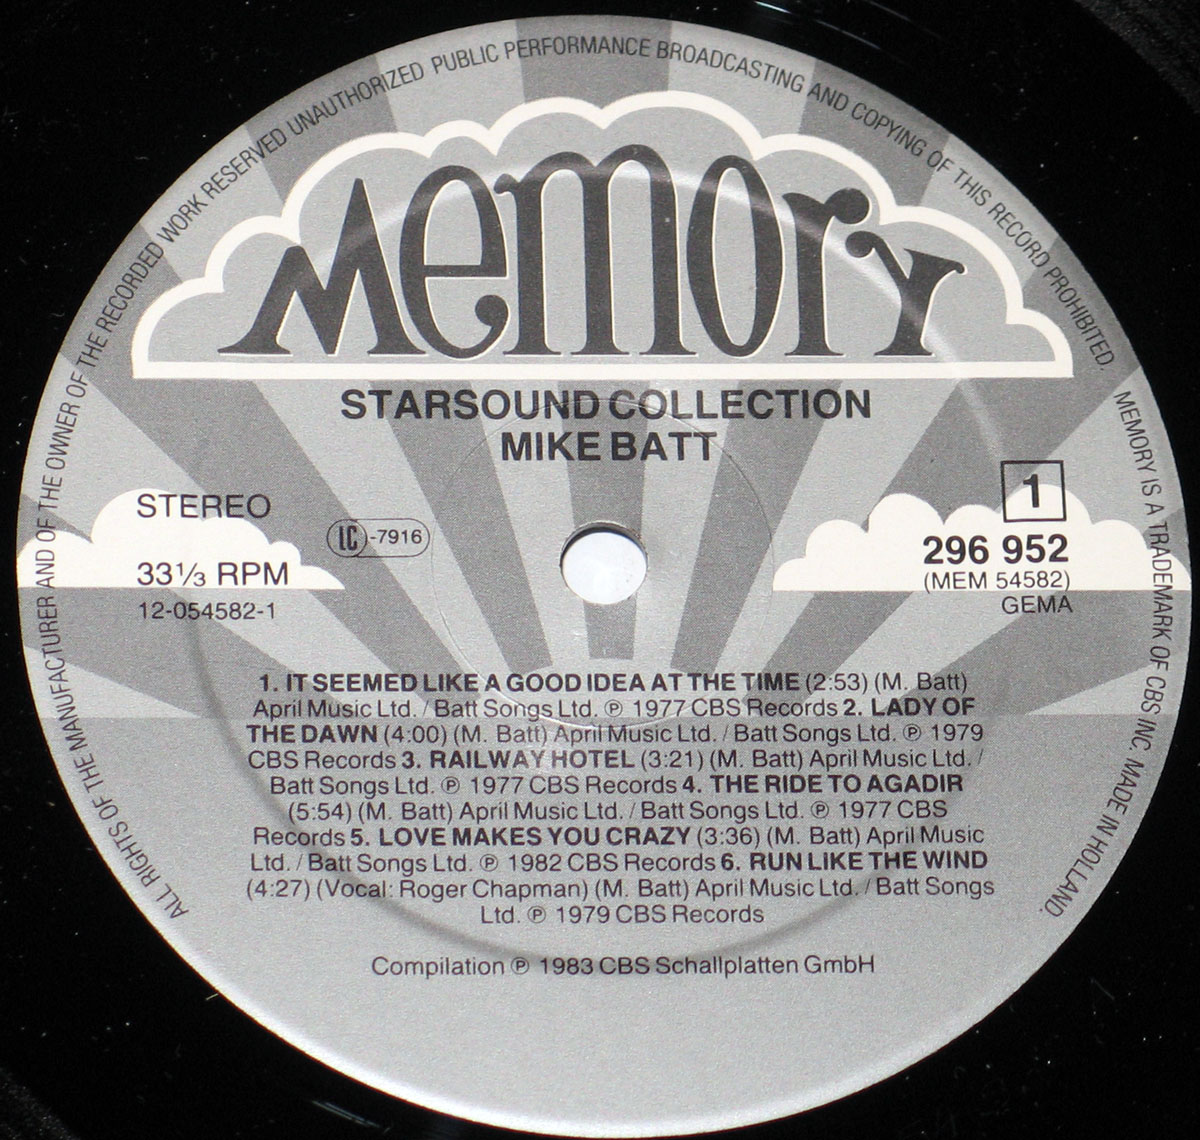 ALL RIGHTS OF THE MANUFACTURER AND OF THE OWNER OF THE RECORDED WORK RESERVED UNAUTHORIZED PUBLIC PERFORMANCE BROADCASTING AND COPYING OF THIS RECORD PROHIBITED.
MEMORY IS A TRADEMARK OF CBS INC. MADE IN HOLLAND.
Memory
STARSOUND COLLECTION
MIKE BATT
STEREO
LC-7916
33⅓ RPM
12-054582-1
1
296 952
(MEM 54582)
GEMA
1. IT SEEMED LIKE A GOOD IDEA AT THE TIME (2:53) (M. Batt)
April Music Ltd. / Batt Songs Ltd. ℗ 1977 CBS Records 2. LADY OF
THE DAWN (4:00) (M. Batt) April Music Ltd. / Batt Songs Ltd. ℗ 1979
CBS Records 3. RAILWAY HOTEL (3:21) (M. Batt) April Music Ltd. /
Batt Songs Ltd. ℗ 1977 CBS Records 4. THE RIDE TO AGADIR
(5:54) (M. Batt) April Music Ltd. / Batt Songs Ltd. ℗ 1977 CBS
Records 5. LOVE MAKES YOU CRAZY (3:36) (M. Batt) April Music
Ltd. / Batt Songs Ltd. ℗ 1982 CBS Records 6. RUN LIKE THE WIND
(4:27) (Vocal: Roger Chapman) (M. Batt) April Music Ltd. / Batt Songs
Ltd. ℗ 1979 CBS Records
Compilation ℗ 1983 CBS Schallplatten GmbH